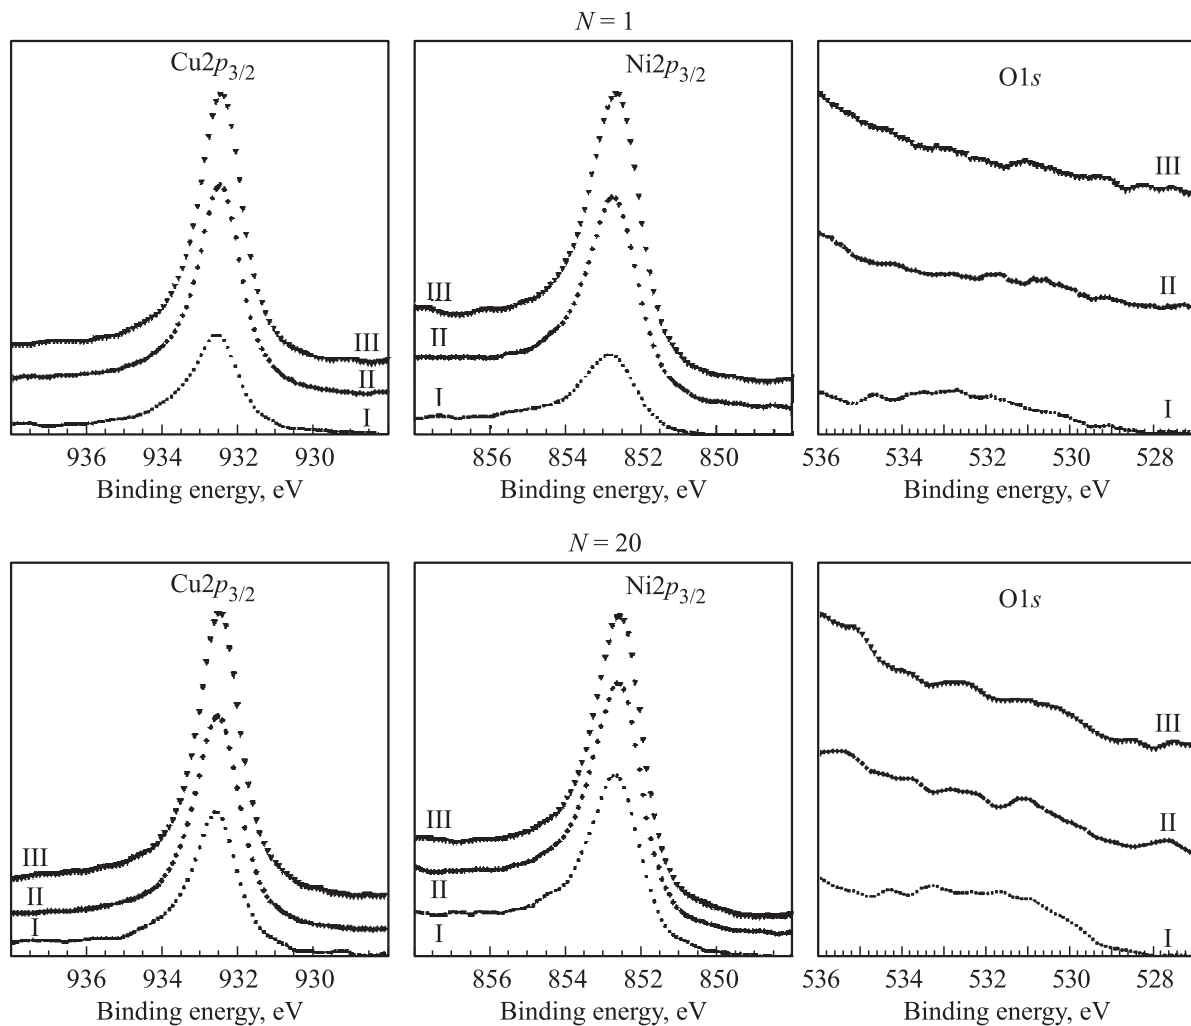 N = 1
Cu2p3/2
Ni2p3/2
O1s
III
II
I
III
II
I
III
II
I
936 934 932 930
856 854 852 850
536 534 532 530 528
Binding energy, eV
Binding energy, eV
Binding energy, eV
N = 20
Cu2p3/2
Ni2p3/2
O1s
III
II
I
III
II
I
III
II
I
936 934 932 930
856 854 852 850
536 534 532 530 528
Binding energy, eV
Binding energy, eV
Binding energy, eV